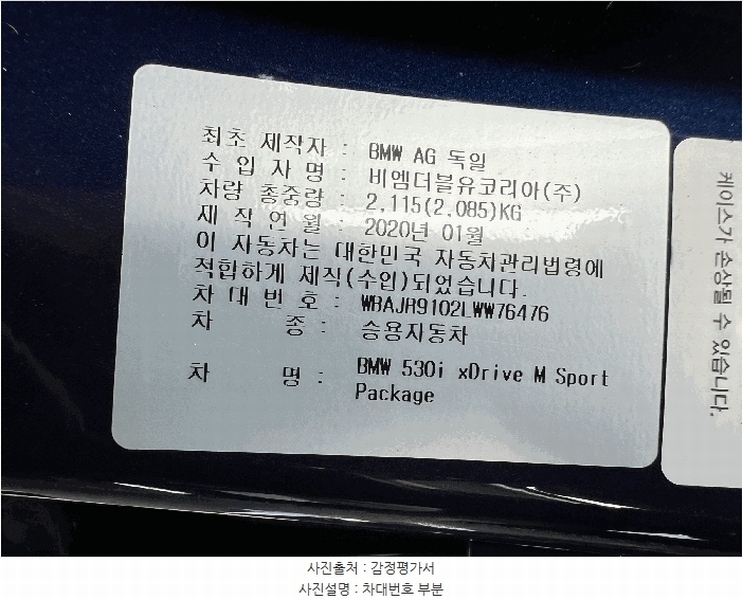 최초 제작자 : BMW AG 독일
수 입 자 명 : 비엠더블유코리아(주)
차량 총중량 : 2,115(2,085)KG
제 작 연 월 : 2020년 01월
이 자동차는 대한민국 자동차관리법령에
적합하게 제작(수입)되었습니다.
차 대 번 호 : WBAJR9102LWW76476
차 종 : 승용자동차
차 명 : BMW 530i xDrive M Sport
Package
케이스가 손상될 수 있습니다.
사진출처 : 감정평가서
사진설명 : 차대번호 부분